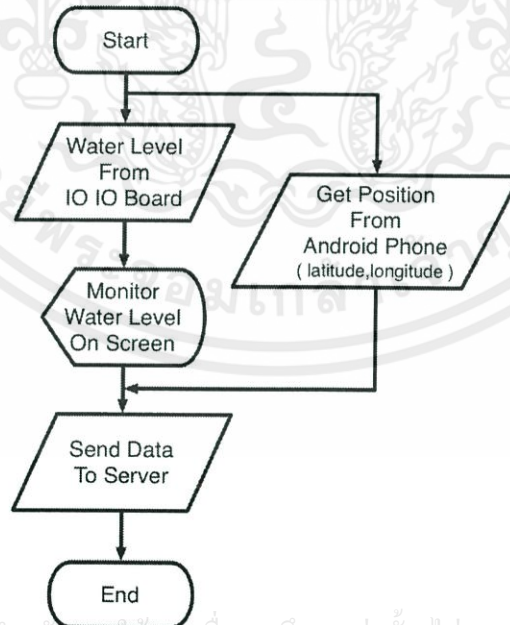 Start
Water Level
From
IO IO Board
Get Position
From
Android Phone
( latitude,longitude )
Monitor
Water Level
On Screen
Send Data
To Server
End